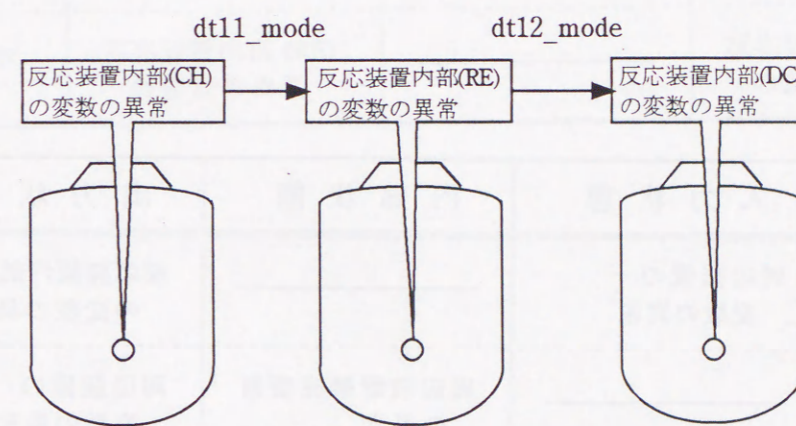 dt11_mode
dt12_mode
反応装置内部(CH)
の変数の異常
反応装置内部(RE)
の変数の異常
反応装置内部(DC
の変数の異常